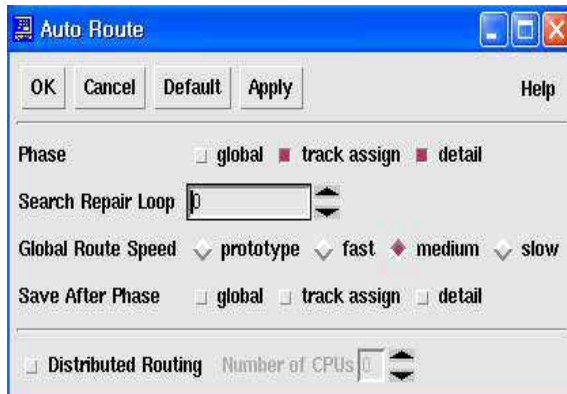 Auto Route
OK Cancel Default Apply Help
Phase global track assign detail
Search Repair Loop 0
Global Route Speed prototype fast medium slow
Save After Phase global track assign detail
Distributed Routing Number of CPUs 0